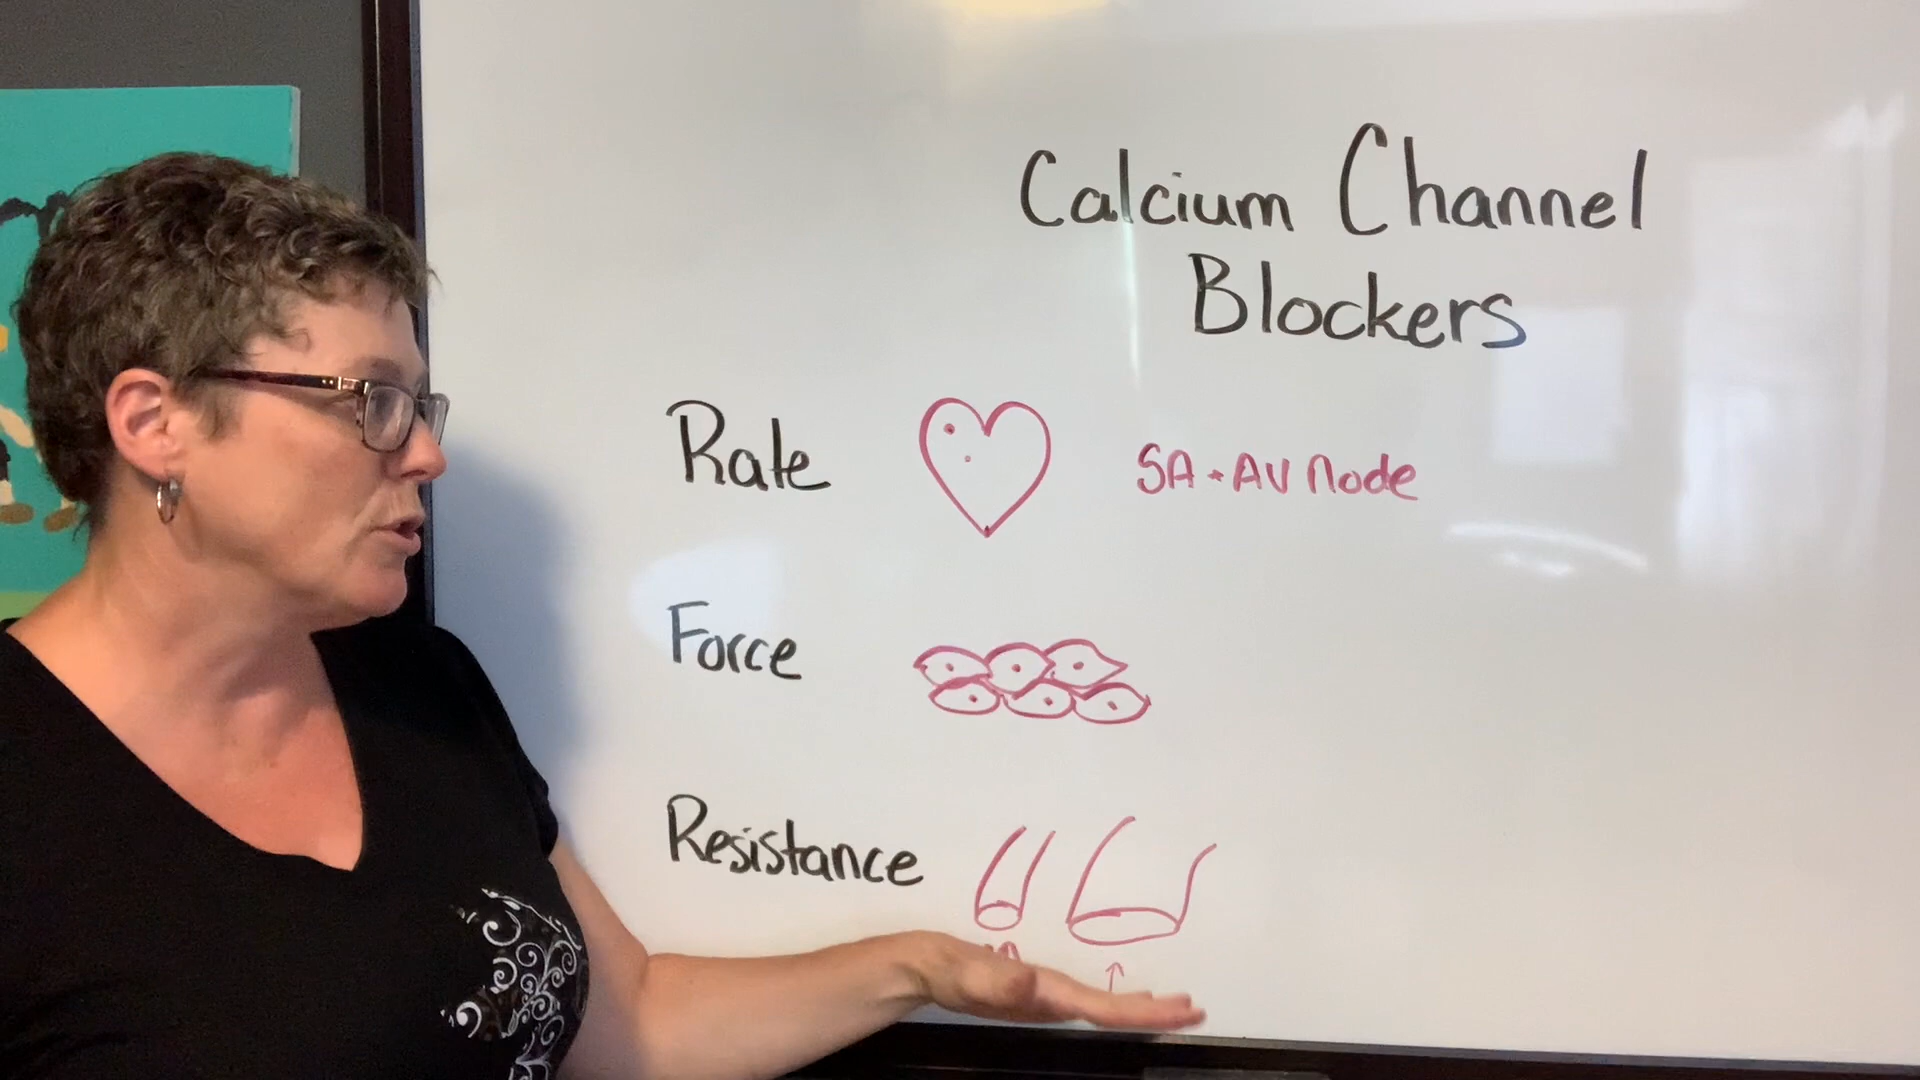 Calcium Channel
Blockers
Rate
SA + AV Node
Force
Resistance